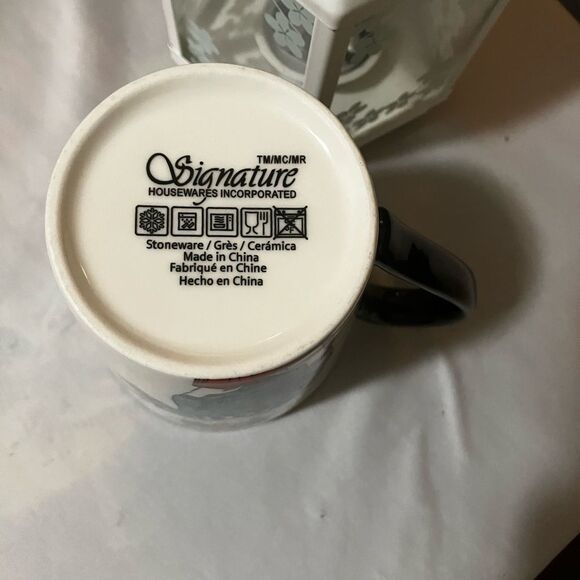 Signature
TM/MC/MR
HOUSEWARES INCORPORATED
Stoneware / Grès / Cerámica
Made in China
Fabriqué en Chine
Hecho en China